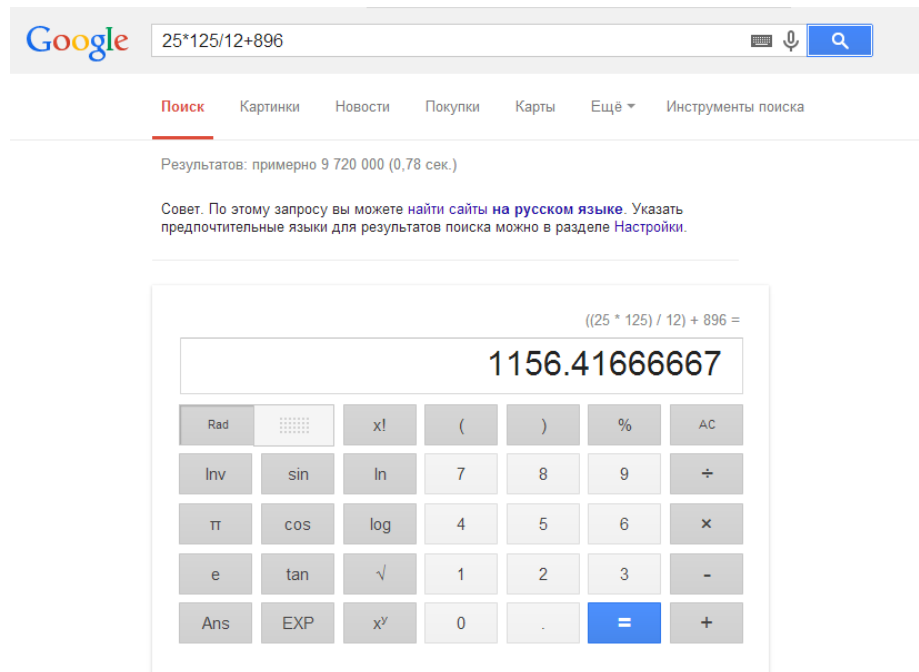 Google 25*125/12+896
Поиск Картинки Новости Покупки Карты Ещё Инструменты поиска
Результатов: примерно 9 720 000 (0,78 сек.)
Совет. По этому запросу вы можете найти сайты на русском языке. Указать
предпочтительные языки для результатов поиска можно в разделе Настройки.
((25 * 125) / 12) + 896 =
1156.41666667
Rad x! ( ) % AC
Inv sin ln 7 8 9 ÷
π cos log 4 5 6 ×
e tan √ 1 2 3 -
Ans EXP xʸ 0 . = +